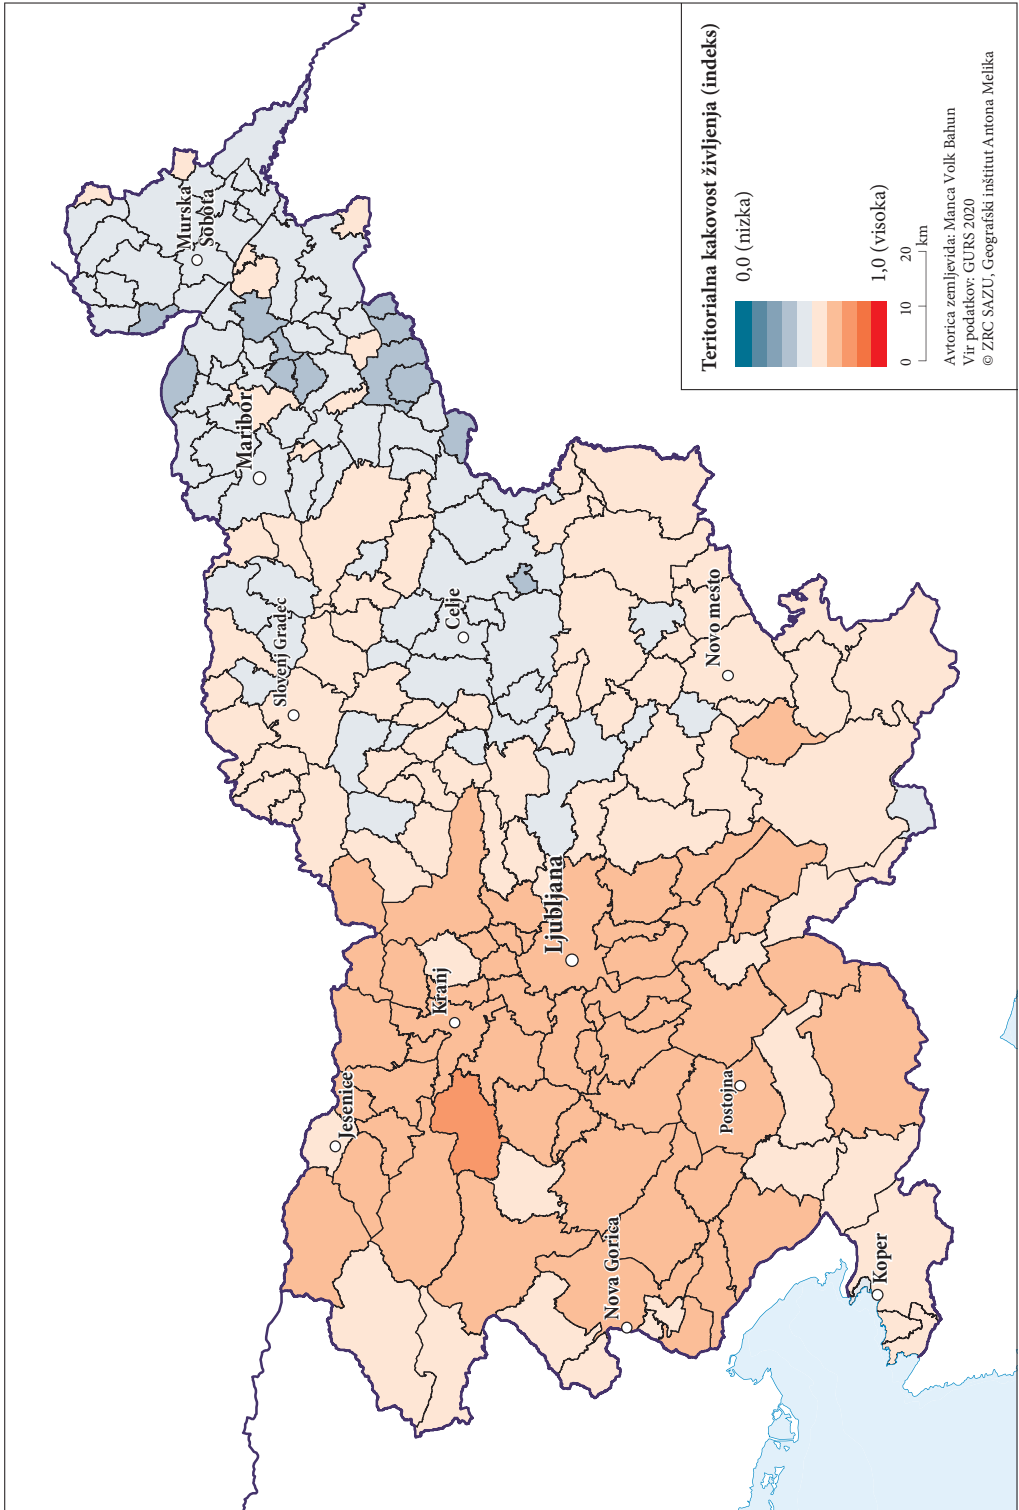 Murska
Sobota
Maribor
Slovenj Gradec
Celje
Novo mesto
Ljubljana
Kranj
Jesenice
Postojna
Nova Gorica
Koper
Teritorialna kakovost življenja (indeks)
0,0 (nizka)
1,0 (visoka)
0 10 20
km
Avtorica zemljevida: Manca Volk Bahun
Vir podatkov: GURS 2020
© ZRC SAZU, Geografski inštitut Antona Melika